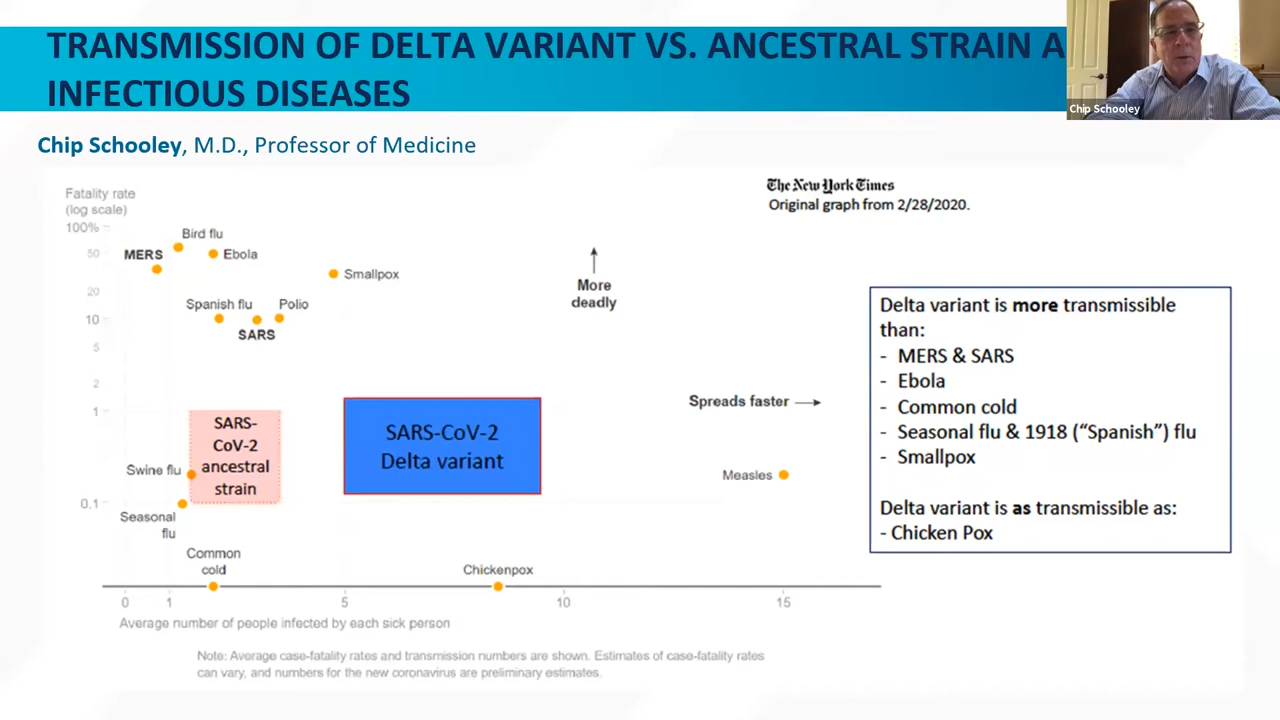 TRANSMISSION OF DELTA VARIANT VS. ANCESTRAL STRAIN A
INFECTIOUS DISEASES
Chip Schooley
Chip Schooley, M.D., Professor of Medicine
The New York Times
Original graph from 2/28/2020.
Fatality rate
(log scale)
100%
50
20
10
5
2
1
0.1
Bird flu
MERS
Ebola
Smallpox
Spanish flu
Polio
SARS
More
deadly
Spreads faster
SARS-
CoV-2
ancestral
strain
SARS-CoV-2
Delta variant
Swine flu
Measles
Seasonal
flu
Common
cold
Chickenpox
0
1
5
10
15
Average number of people infected by each sick person
Note: Average case-fatality rates and transmission numbers are shown. Estimates of case-fatality rates
can vary, and numbers for the new coronavirus are preliminary estimates.
Delta variant is more transmissible
than:
- MERS & SARS
- Ebola
- Common cold
- Seasonal flu & 1918 (“Spanish”) flu
- Smallpox
Delta variant is as transmissible as:
- Chicken Pox